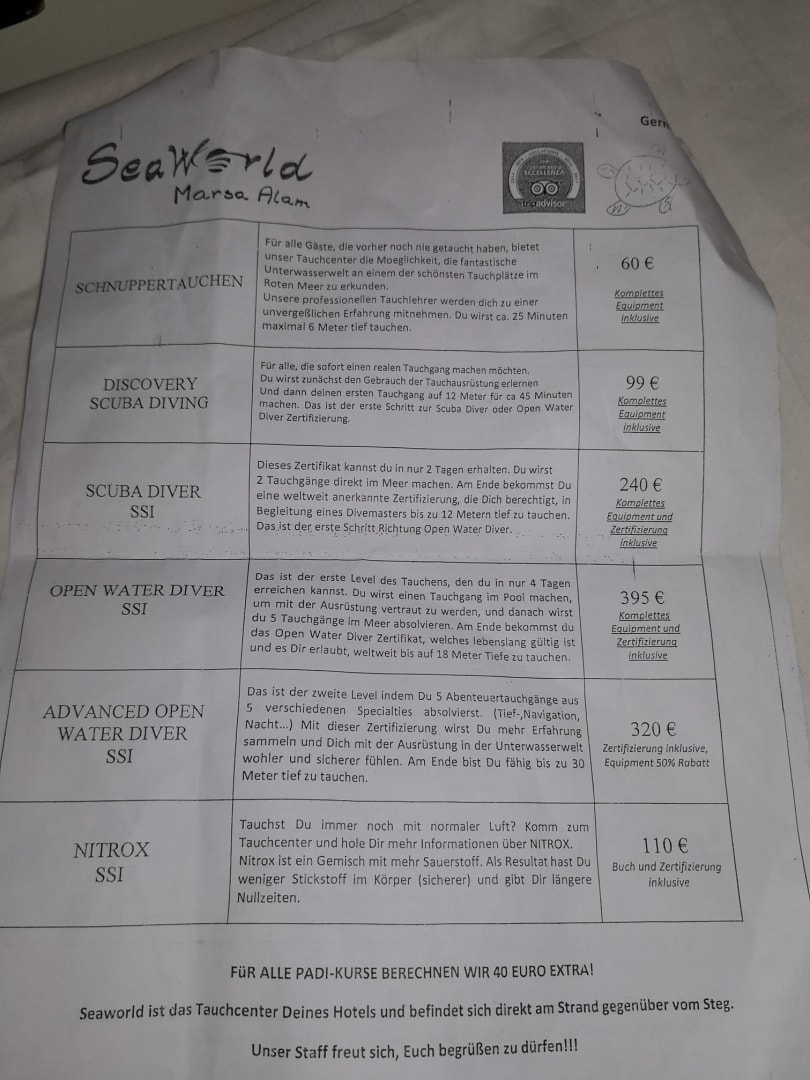 Gern
SeaWorld
Marsa Alam
ECCELLENZA
tripadvisor
SCHNUPPERTAUCHEN
Für alle Gäste, die vorher noch nie getaucht haben, bietet
unser Tauchcenter die Moeglichkeit, die fantastische
Unterwasserwelt an einem der schönsten Tauchplätze im
Roten Meer zu erkunden.
Unsere professionellen Tauchlehrer werden dich zu einer
unvergeßlichen Erfahrung mitnehmen. Du wirst ca. 25 Minuten
maximal 6 Meter tief tauchen.
60 €
Komplettes
Equipment
inklusive
DISCOVERY
SCUBA DIVING
Für alle, die sofort einen realen Tauchgang machen möchten.
Du wirst zunächst den Gebrauch der Tauchausrüstung erlernen
Und dann deinen ersten Tauchgang auf 12 Meter für ca 45 Minuten
machen. Das ist der erste Schritt zur Scuba Diver oder Open Water
Diver Zertifizierung.
99 €
Komplettes
Equipment
inklusive
SCUBA DIVER
SSI
Dieses Zertifikat kannst du in nur 2 Tagen erhalten. Du wirst
2 Tauchgänge direkt im Meer machen. Am Ende bekommst Du
eine weltweit anerkannte Zertifizierung, die Dich berechtigt, in
Begleitung eines Divemasters bis zu 12 Metern tief zu tauchen.
Das ist der erste Schritt Richtung Open Water Diver.
240 €
Komplettes
Equipment und
Zertifizierung
inklusive
OPEN WATER DIVER
SSI
Das ist der erste Level des Tauchens, den du in nur 4 Tagen
erreichen kannst. Du wirst einen Tauchgang im Pool machen,
um mit der Ausrüstung vertraut zu werden, und danach wirst
du 5 Tauchgänge im Meer absolvieren. Am Ende bekommst du
das Open Water Diver Zertifikat, welches lebenslang gültig ist
und es Dir erlaubt, weltweit bis auf 18 Meter Tiefe zu tauchen.
395 €
Komplettes
Equipment und
Zertifizierung
inklusive
ADVANCED OPEN
WATER DIVER
SSI
Das ist der zweite Level indem Du 5 Abenteuertauchgänge aus
5 verschiedenen Specialties absolvierst. (Tief-,Navigation,
Nacht...) Mit dieser Zertifizierung wirst Du mehr Erfahrung
sammeln und Dich mit der Ausrüstung in der Unterwasserwelt
wohler und sicherer fühlen. Am Ende bist Du fähig bis zu 30
Meter tief zu tauchen.
320 €
Zertifizierung inklusive,
Equipment 50% Rabatt
NITROX
SSI
Tauchst Du immer noch mit normaler Luft? Komm zum
Tauchcenter und hole Dir mehr Informationen über NITROX.
Nitrox ist ein Gemisch mit mehr Sauerstoff. Als Resultat hast Du
weniger Stickstoff im Körper (sicherer) und gibt Dir längere
Nullzeiten.
110 €
Buch und Zertifizierung
inklusive
FüR ALLE PADI-KURSE BERECHNEN WIR 40 EURO EXTRA!
Seaworld ist das Tauchcenter Deines Hotels und befindet sich direkt am Strand gegenüber vom Steg.
Unser Staff freut sich, Euch begrüßen zu dürfen!!!